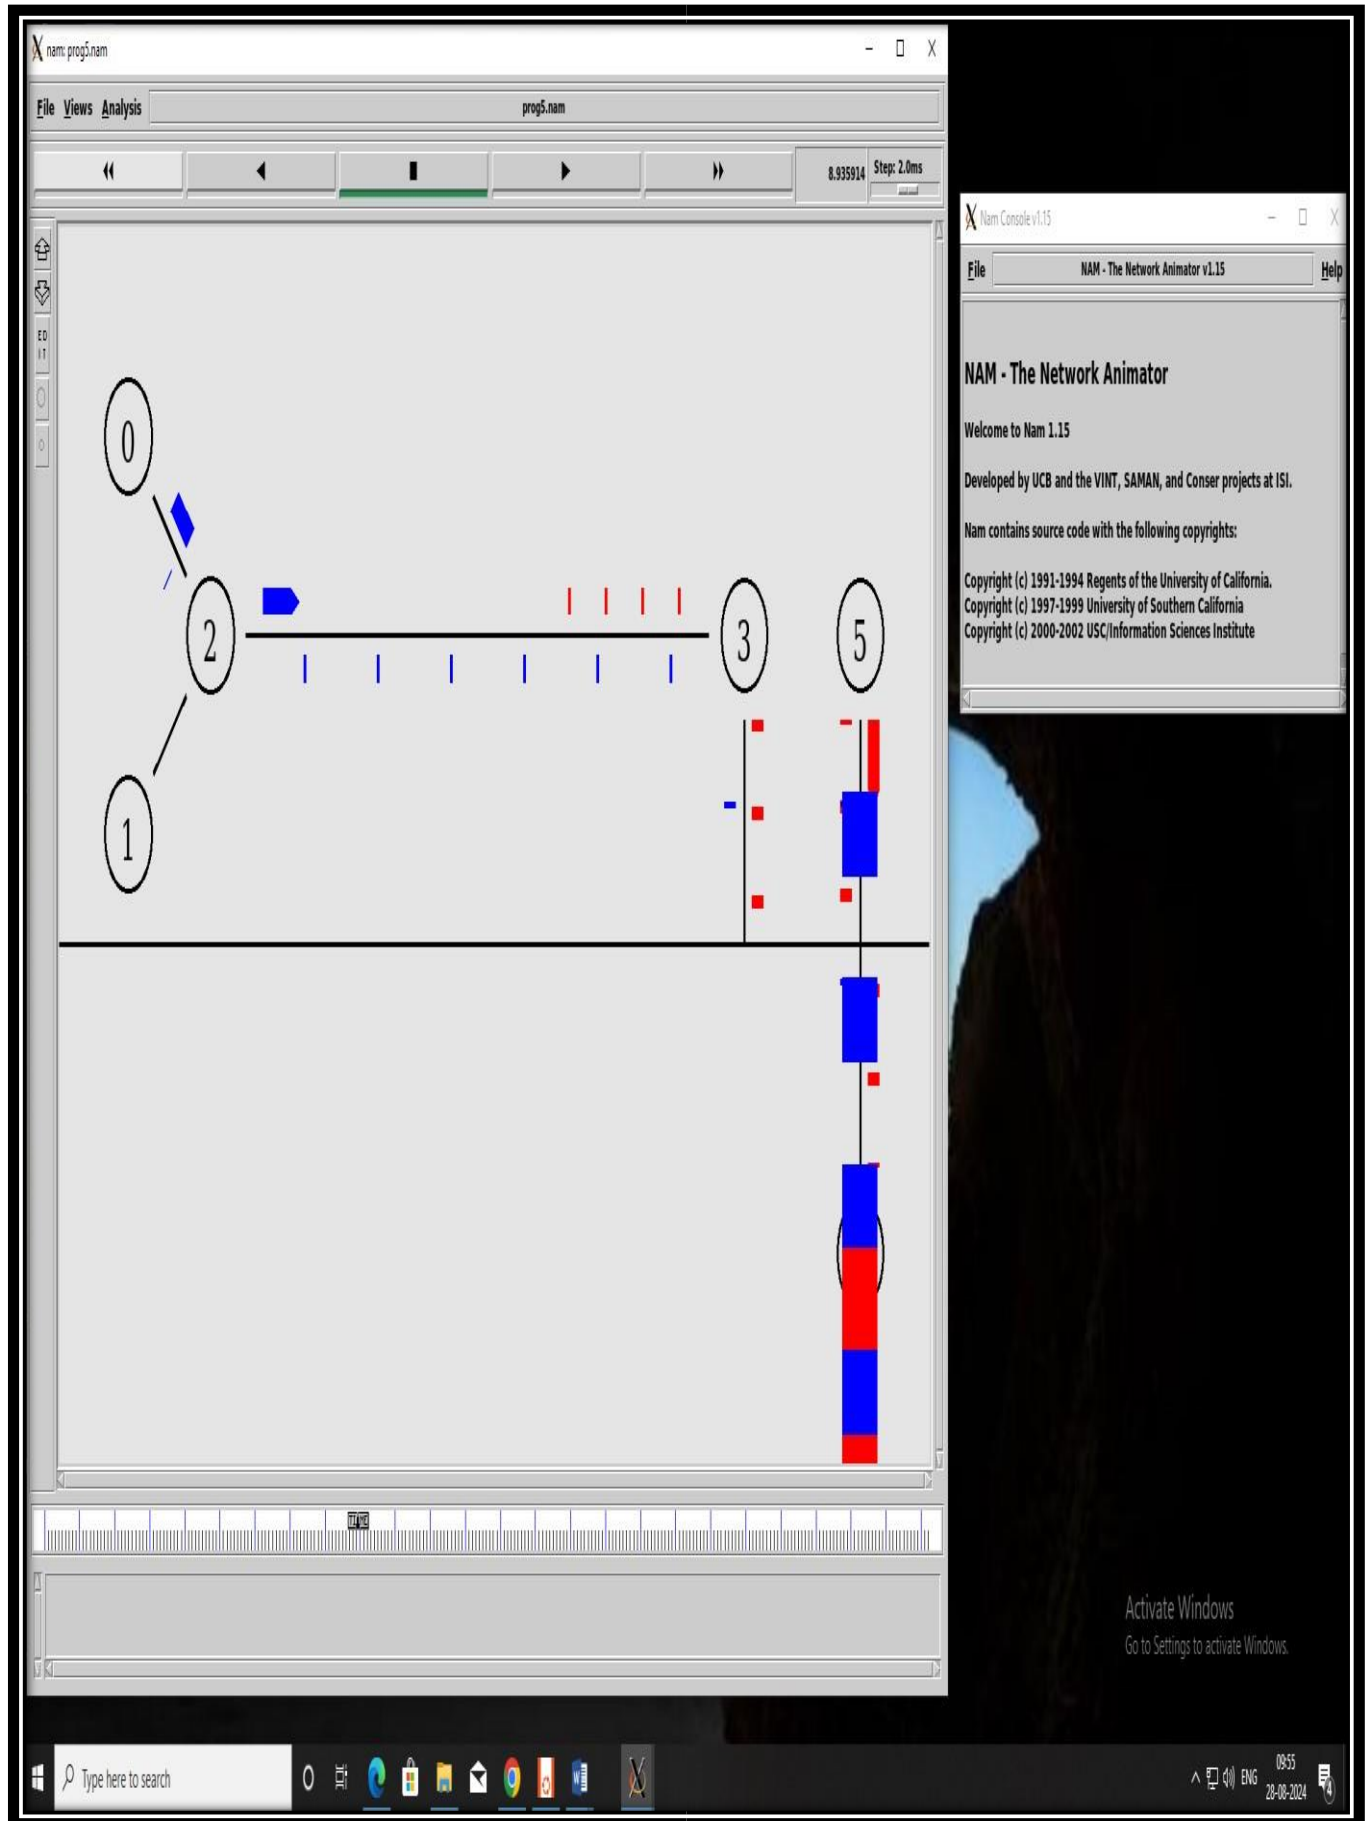 nam: prog5.nam
File Views Analysis prog5.nam
8.935914 Step: 2.0ms
ED
IT
0
2
3
5
1
TIME
Nam Console v1.15
File NAM - The Network Animator v1.15 Help
NAM - The Network Animator
Welcome to Nam 1.15
Developed by UCB and the VINT, SAMAN, and Conser projects at ISI.
Nam contains source code with the following copyrights:
Copyright (c) 1991-1994 Regents of the University of California.
Copyright (c) 1997-1999 University of Southern California
Copyright (c) 2000-2002 USC/Information Sciences Institute
Activate Windows
Go to Settings to activate Windows.
Type here to search
ENG
09:55
28-08-2024
4